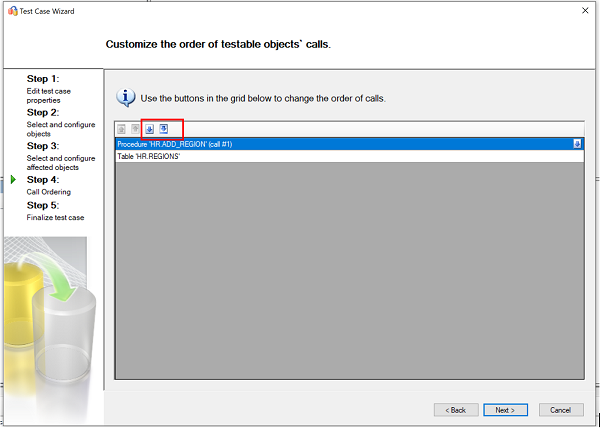 Test Case Wizard
Customize the order of testable objects` calls.
Step 1:
Edit test case
properties
Step 2:
Select and configure
objects
Step 3:
Select and configure
affected objects
Step 4:
Call Ordering
Step 5:
Finalize test case
Use the buttons in the grid below to change the order of calls.
Procedure 'HR.ADD_REGION' (call #1)
Table 'HR.REGIONS'
< Back
Next >
Cancel